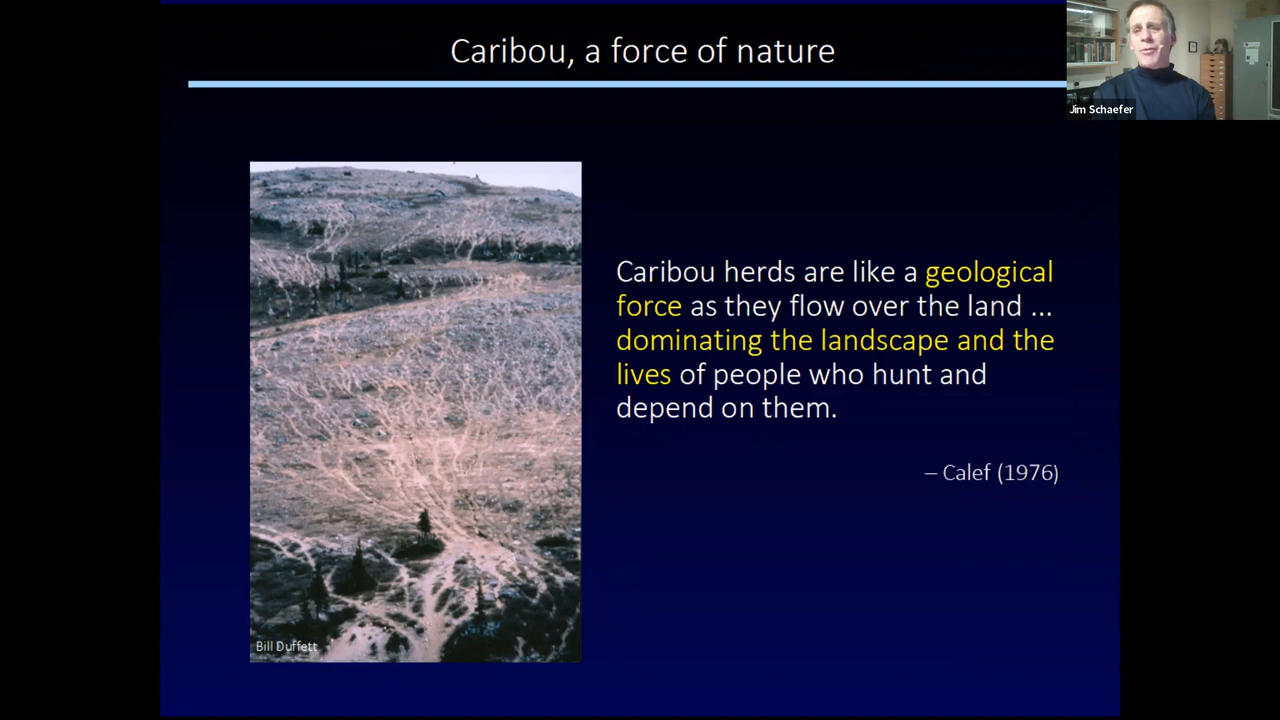 Caribou, a force of nature
Jim Schaefer
Caribou herds are like a geological
force as they flow over the land ...
dominating the landscape and the
lives of people who hunt and
depend on them.
– Calef (1976)
Bill Duffett